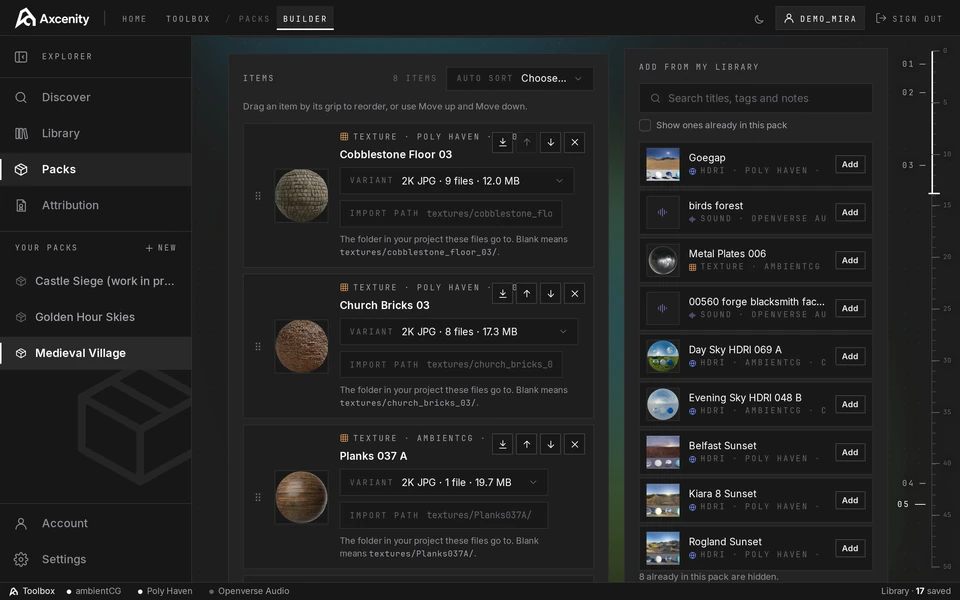 Axcenity
HOME
TOOLBOX
/ PACKS
BUILDER
DEMO_MIRA
SIGN OUT
EXPLORER
Discover
Library
Packs
Attribution
YOUR PACKS
+ NEW
Castle Siege (work in pr...
Golden Hour Skies
Medieval Village
Account
Settings
ITEMS
8 ITEMS
AUTO SORT Choose...
Drag an item by its grip to reorder, or use Move up and Move down.
TEXTURE · POLY HAVEN ·
Cobblestone Floor 03
VARIANT 2K JPG · 9 files · 12.0 MB
IMPORT PATH textures/cobblestone_flo
The folder in your project these files go to. Blank means
textures/cobblestone_floor_03/.
TEXTURE · POLY HAVEN ·
Church Bricks 03
VARIANT 2K JPG · 8 files · 17.3 MB
IMPORT PATH textures/church_bricks_0
The folder in your project these files go to. Blank means
textures/church_bricks_03/.
TEXTURE · AMBIENTCG ·
Planks 037 A
VARIANT 2K JPG · 1 file · 19.7 MB
IMPORT PATH textures/Planks037A/
The folder in your project these files go to. Blank
means textures/Planks037A/.
ADD FROM MY LIBRARY
Search titles, tags and notes
Show ones already in this pack
Goegap
HDRI · POLY HAVEN ·
Add
birds forest
SOUND · OPENVERSE AU
Add
Metal Plates 006
TEXTURE · AMBIENTCG
Add
00560 forge blacksmith fac...
SOUND · OPENVERSE AU
Add
Day Sky HDRI 069 A
HDRI · AMBIENTCG · C
Add
Evening Sky HDRI 048 B
HDRI · AMBIENTCG · C
Add
Belfast Sunset
HDRI · POLY HAVEN ·
Add
Kiara 8 Sunset
HDRI · POLY HAVEN ·
Add
Rogland Sunset
HDRI · POLY HAVEN ·
Add
8 already in this pack are hidden.
01
02
03
04
05
0
5
10
15
20
25
30
35
40
45
50
Toolbox
ambientCG
Poly Haven
Openverse Audio
Library · 17 saved